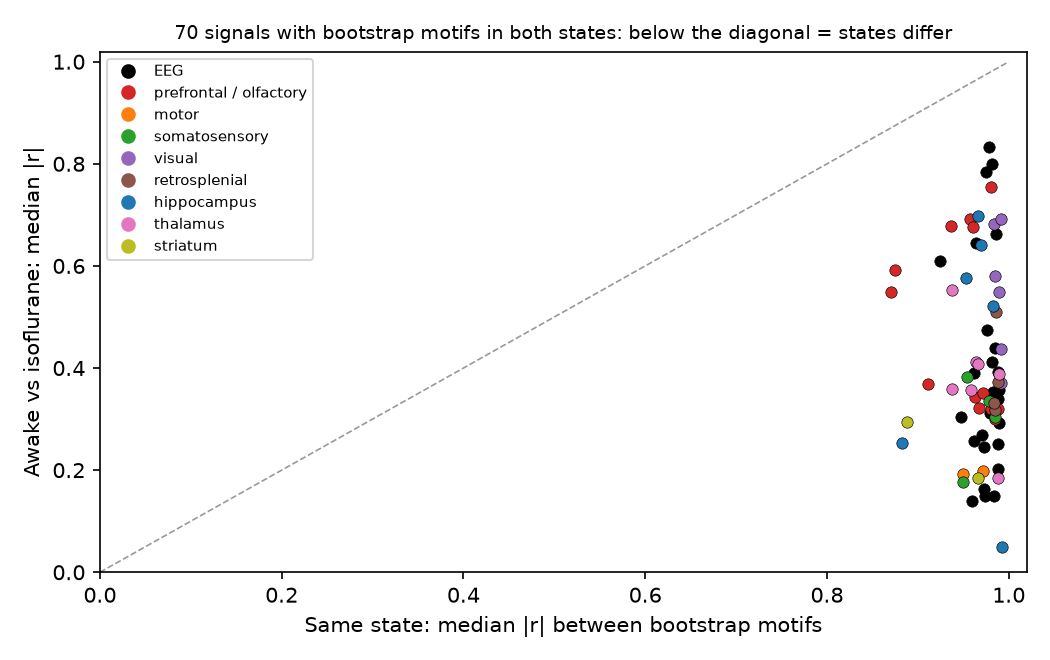 70 signals with bootstrap motifs in both states: below the diagonal = states differ
1.0
0.8
0.6
0.4
0.2
0.0
Awake vs isoflurane: median |r|
EEG
prefrontal / olfactory
motor
somatosensory
visual
retrosplenial
hippocampus
thalamus
striatum
0.0 0.2 0.4 0.6 0.8 1.0
Same state: median |r| between bootstrap motifs